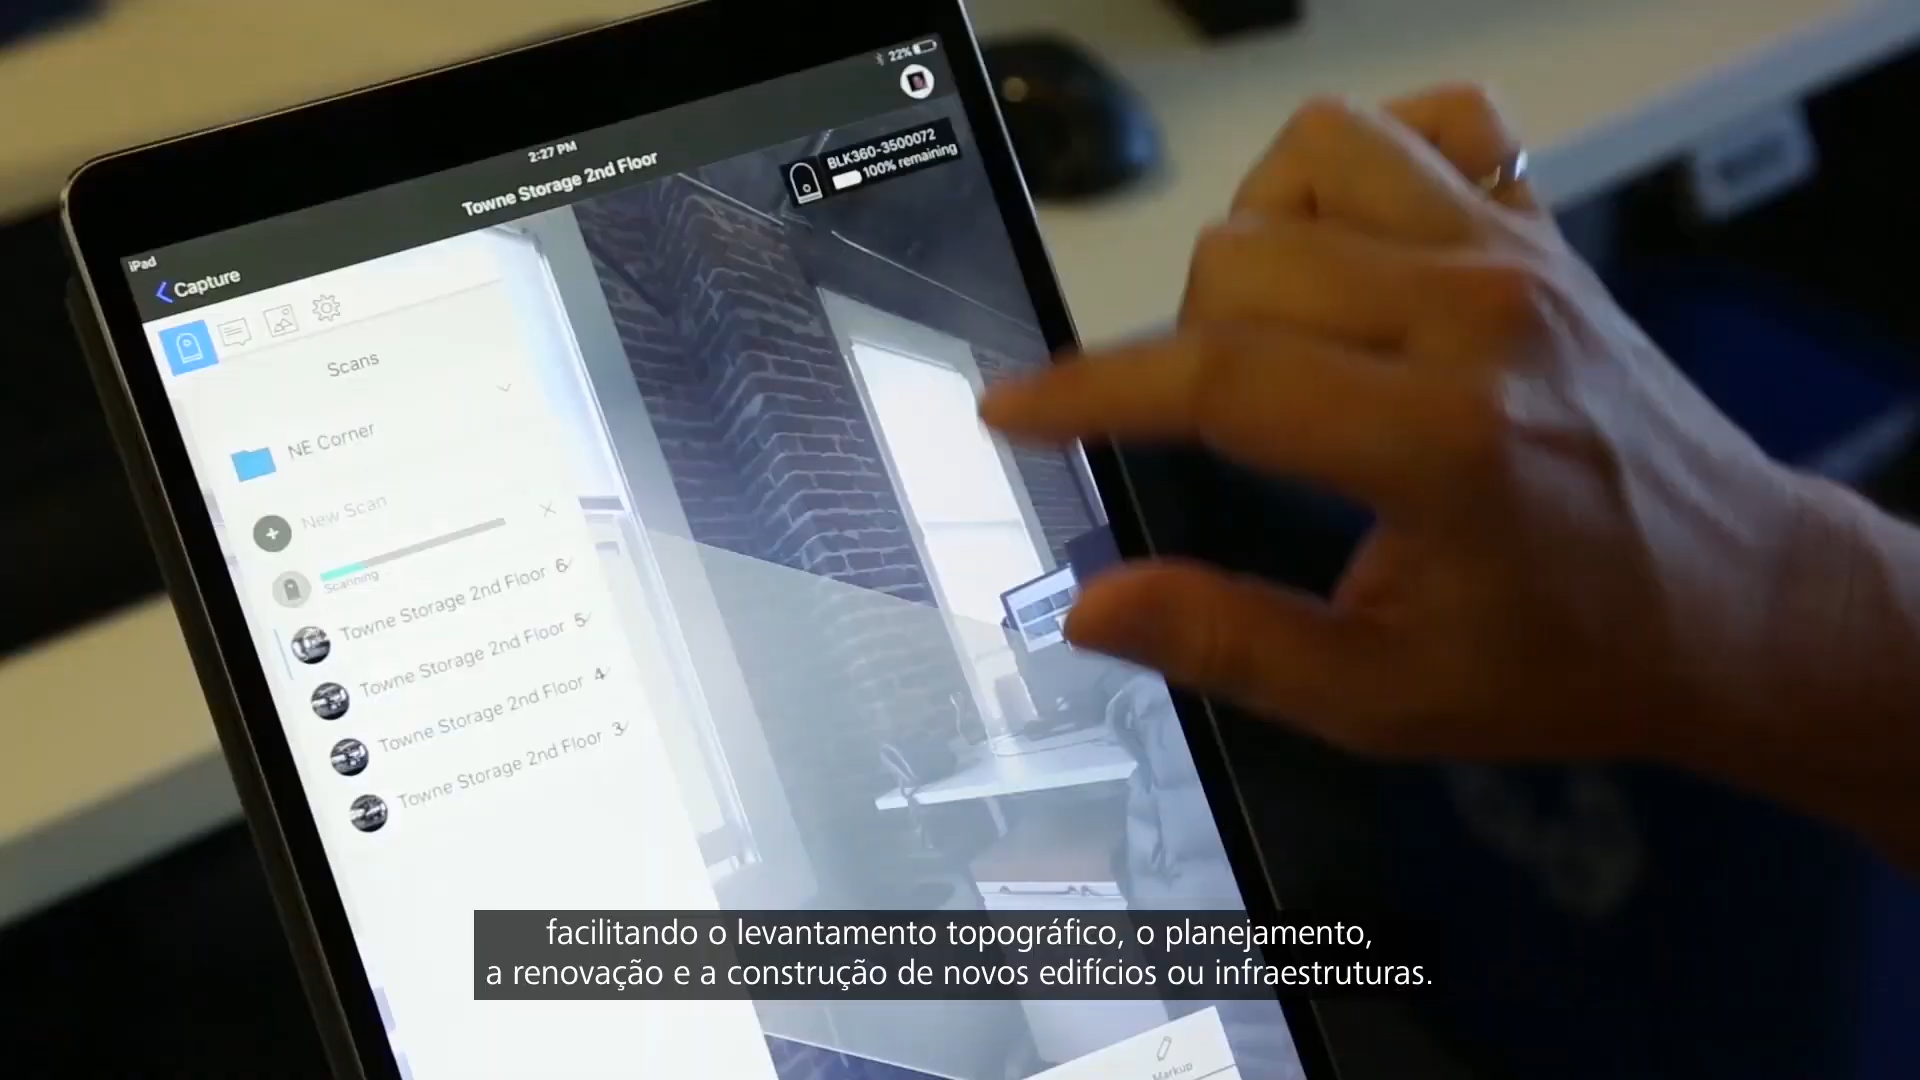 22%
iPad
2:27 PM
Capture
Towne Storage 2nd Floor
BLK360-3500072
100% remaining
Scans
NE Corner
New Scan
Scanning
Towne Storage 2nd Floor 6
Towne Storage 2nd Floor 5
Towne Storage 2nd Floor 4
Towne Storage 2nd Floor 3
Markup
facilitando o levantamento topográfico, o planejamento,
a renovação e a construção de novos edifícios ou infraestruturas.